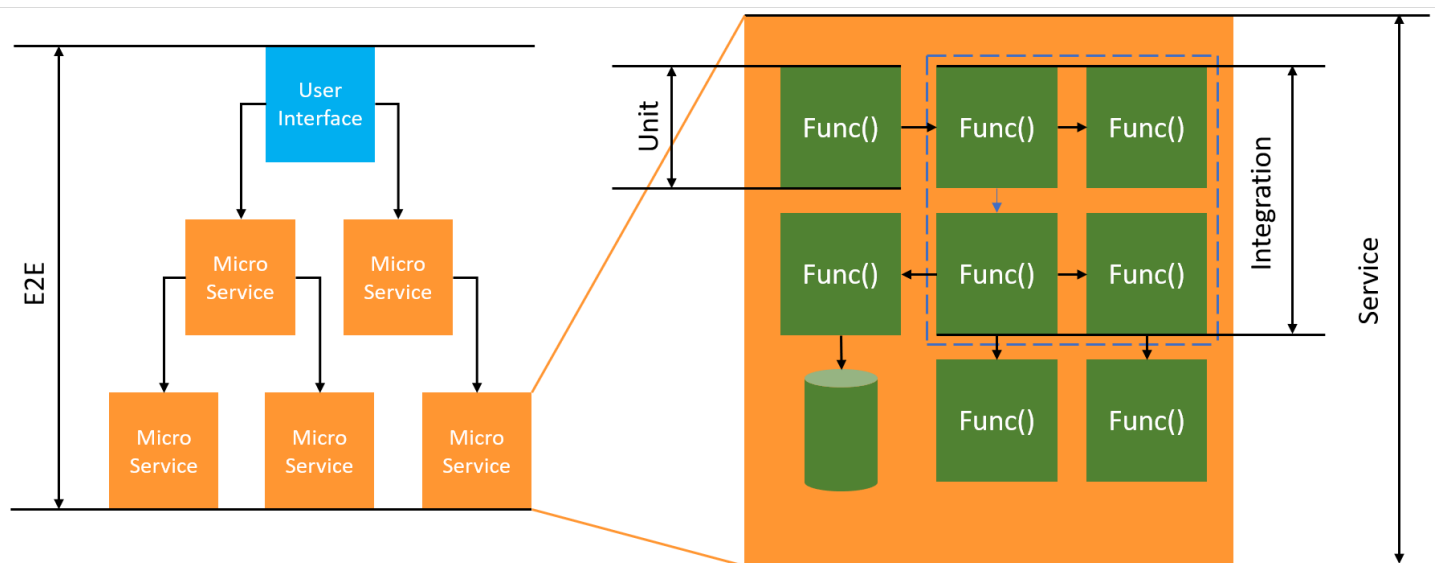 E2E
User
Interface
Micro
Service
Micro
Service
Micro
Service
Micro
Service
Micro
Service
Unit
Func()
Func()
Func()
Func()
Func()
Func()
Func()
Func()
Integration
Service